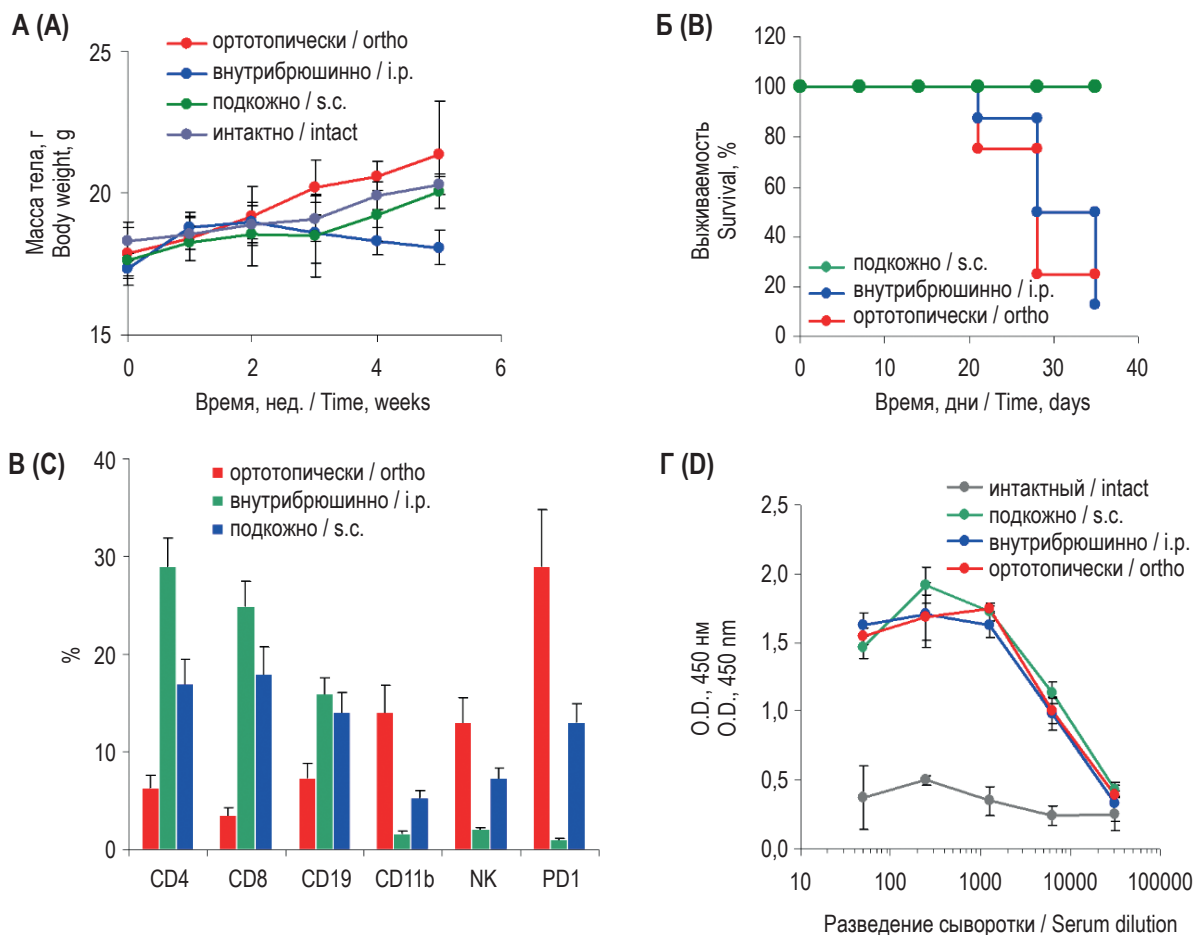 А (A)
ортотопически / ortho
внутрибрюшинно / i.p.
подкожно / s.c.
интактно / intact
Масса тела, г
Body weight, g
25
20
15
0
2
4
6
Время, нед. / Time, weeks
Б (B)
Выживаемость
Survival, %
120
100
80
60
40
20
0
подкожно / s.c.
внутрибрюшинно / i.p.
ортотопически / ortho
0
10
20
30
40
Время, дни / Time, days
В (C)
ортотопически / ortho
внутрибрюшинно / i.p.
подкожно / s.c.
%
40
30
20
10
0
CD4
CD8
CD19
CD11b
NK
PD1
Г (D)
интактный / intact
подкожно / s.c.
внутрибрюшинно / i.p.
ортотопически / ortho
O.D., 450 нм
O.D., 450 nm
2,5
2,0
1,5
1,0
0,5
0,0
10
100
1000
10000
100000
Разведение сыворотки / Serum dilution